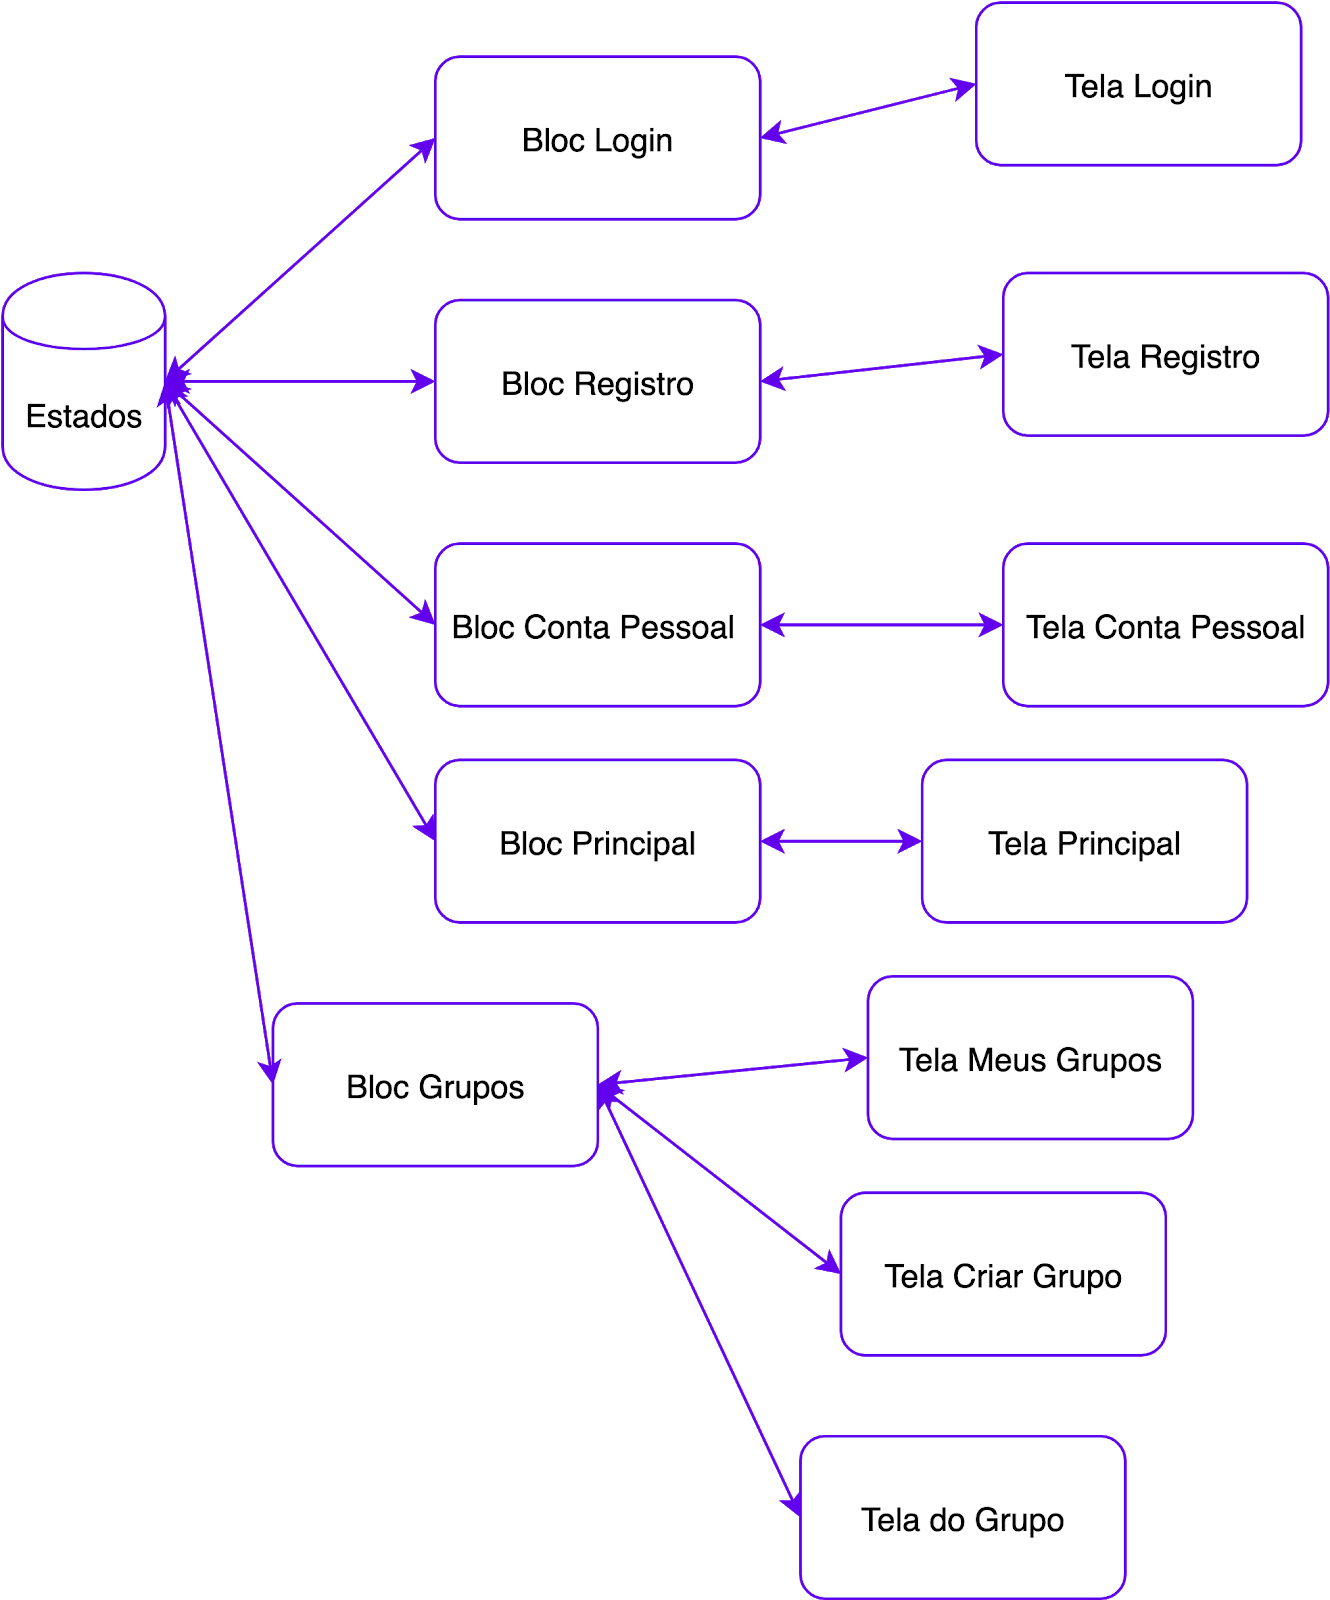 Tela Login
Bloc Login
Tela Registro
Bloc Registro
Estados
Bloc Conta Pessoal
Tela Conta Pessoal
Bloc Principal
Tela Principal
Tela Meus Grupos
Bloc Grupos
Tela Criar Grupo
Tela do Grupo